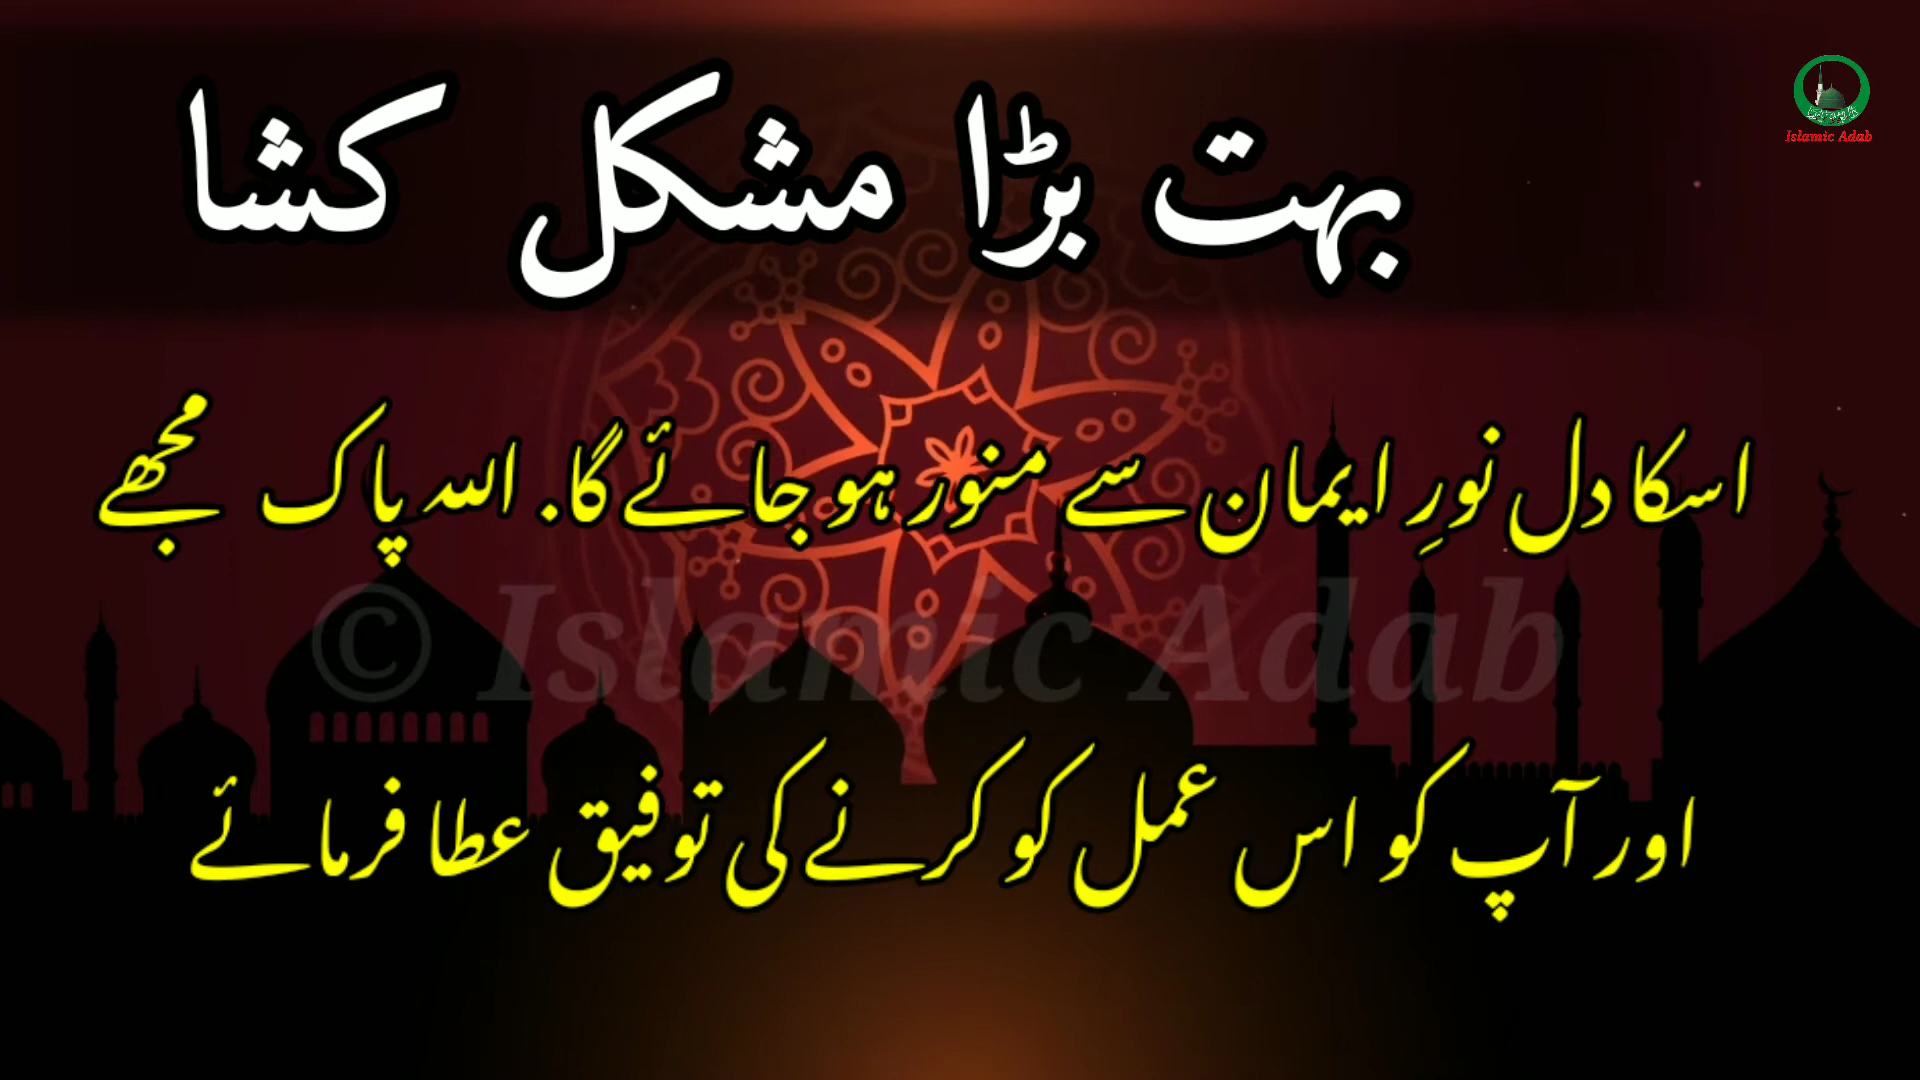 بہت بڑا مشکل کشا
Islamic Adab
اسکا دل نورِ ایمان سے منور ہو جائے گا. اللہ پاک مجھے
© Islamic Adab
اور آپ کو اس عمل کو کرنے کی توفیق عطا فرمائے